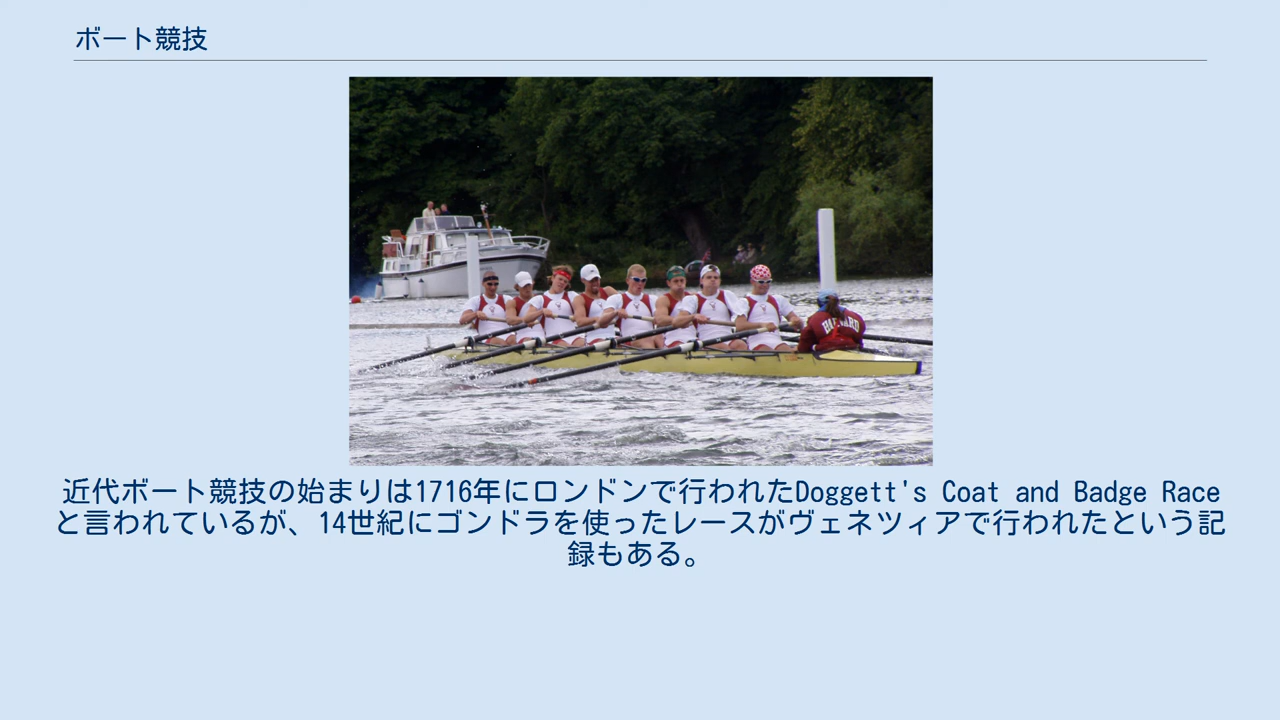 ボート競技
HARVARD
近代ボート競技の始まりは1716年にロンドンで行われたDoggett's Coat and Badge Race
と言われているが、14世紀にゴンドラを使ったレースがヴェネツィアで行われたという記
録もある。